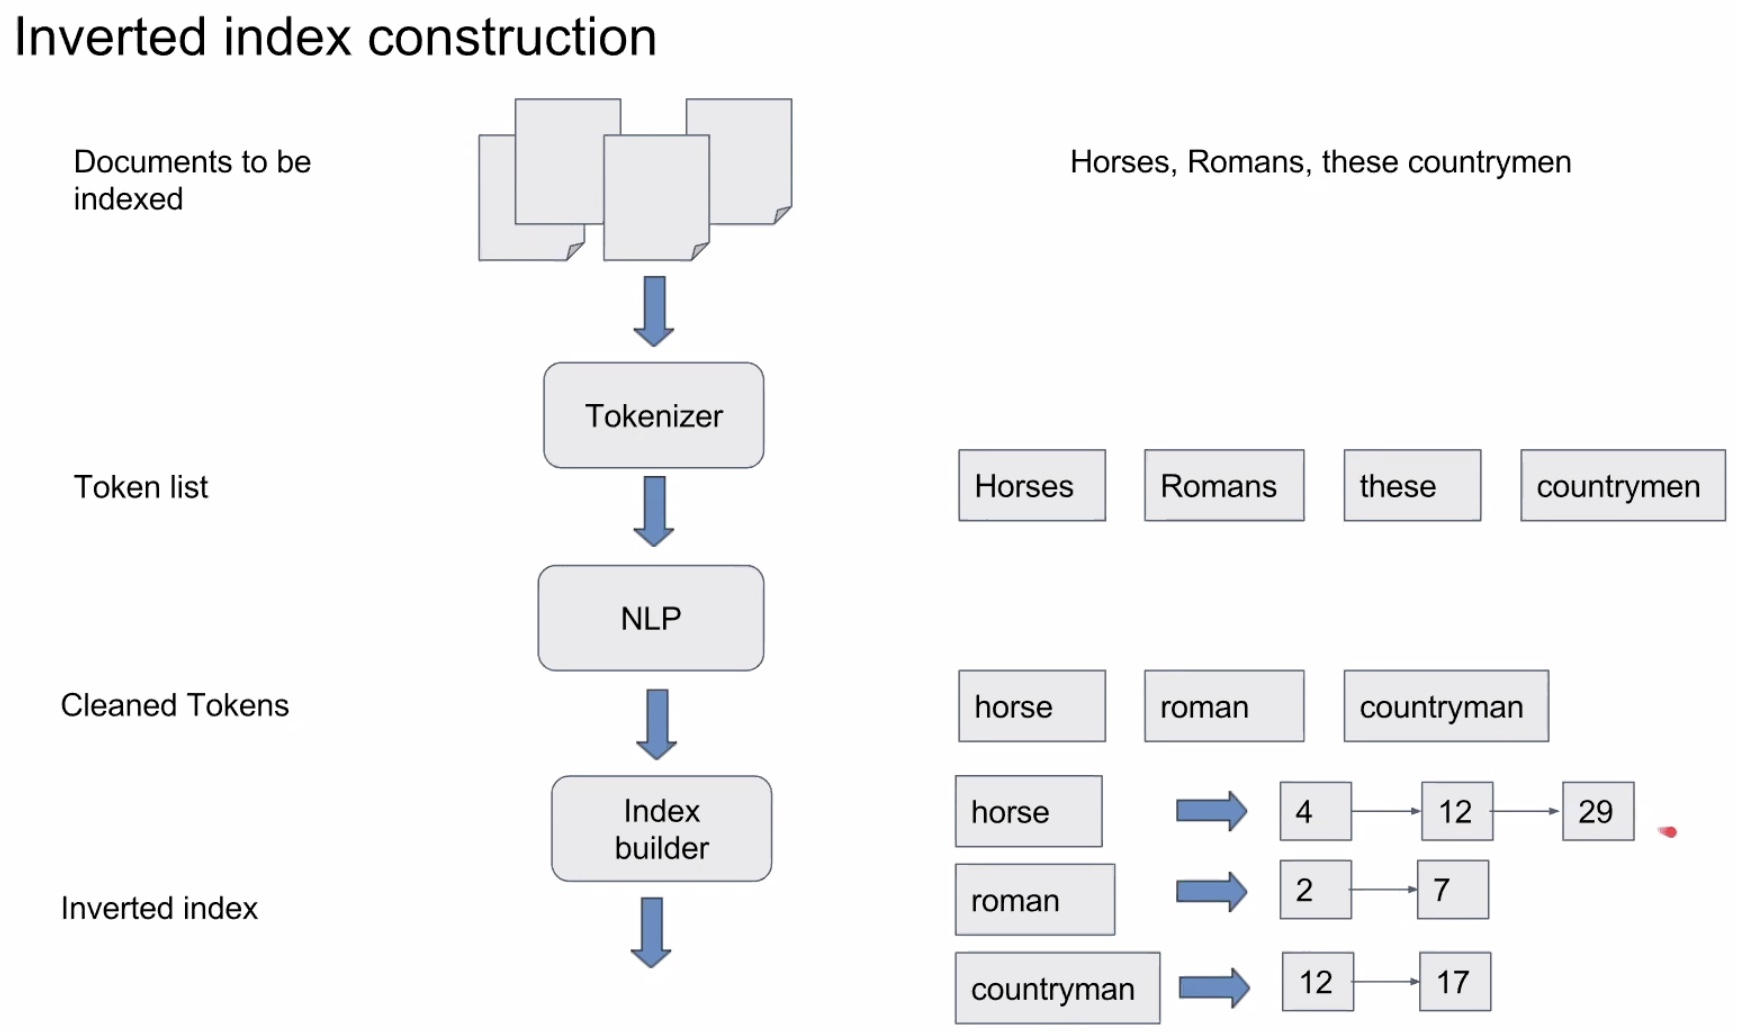 Inverted index construction
Documents to be
indexed
Horses, Romans, these countrymen
Tokenizer
Token list
Horses
Romans
these
countrymen
NLP
Cleaned Tokens
horse
roman
countryman
Index
builder
Inverted index
horse
4
12
29
roman
2
7
countryman
12
17